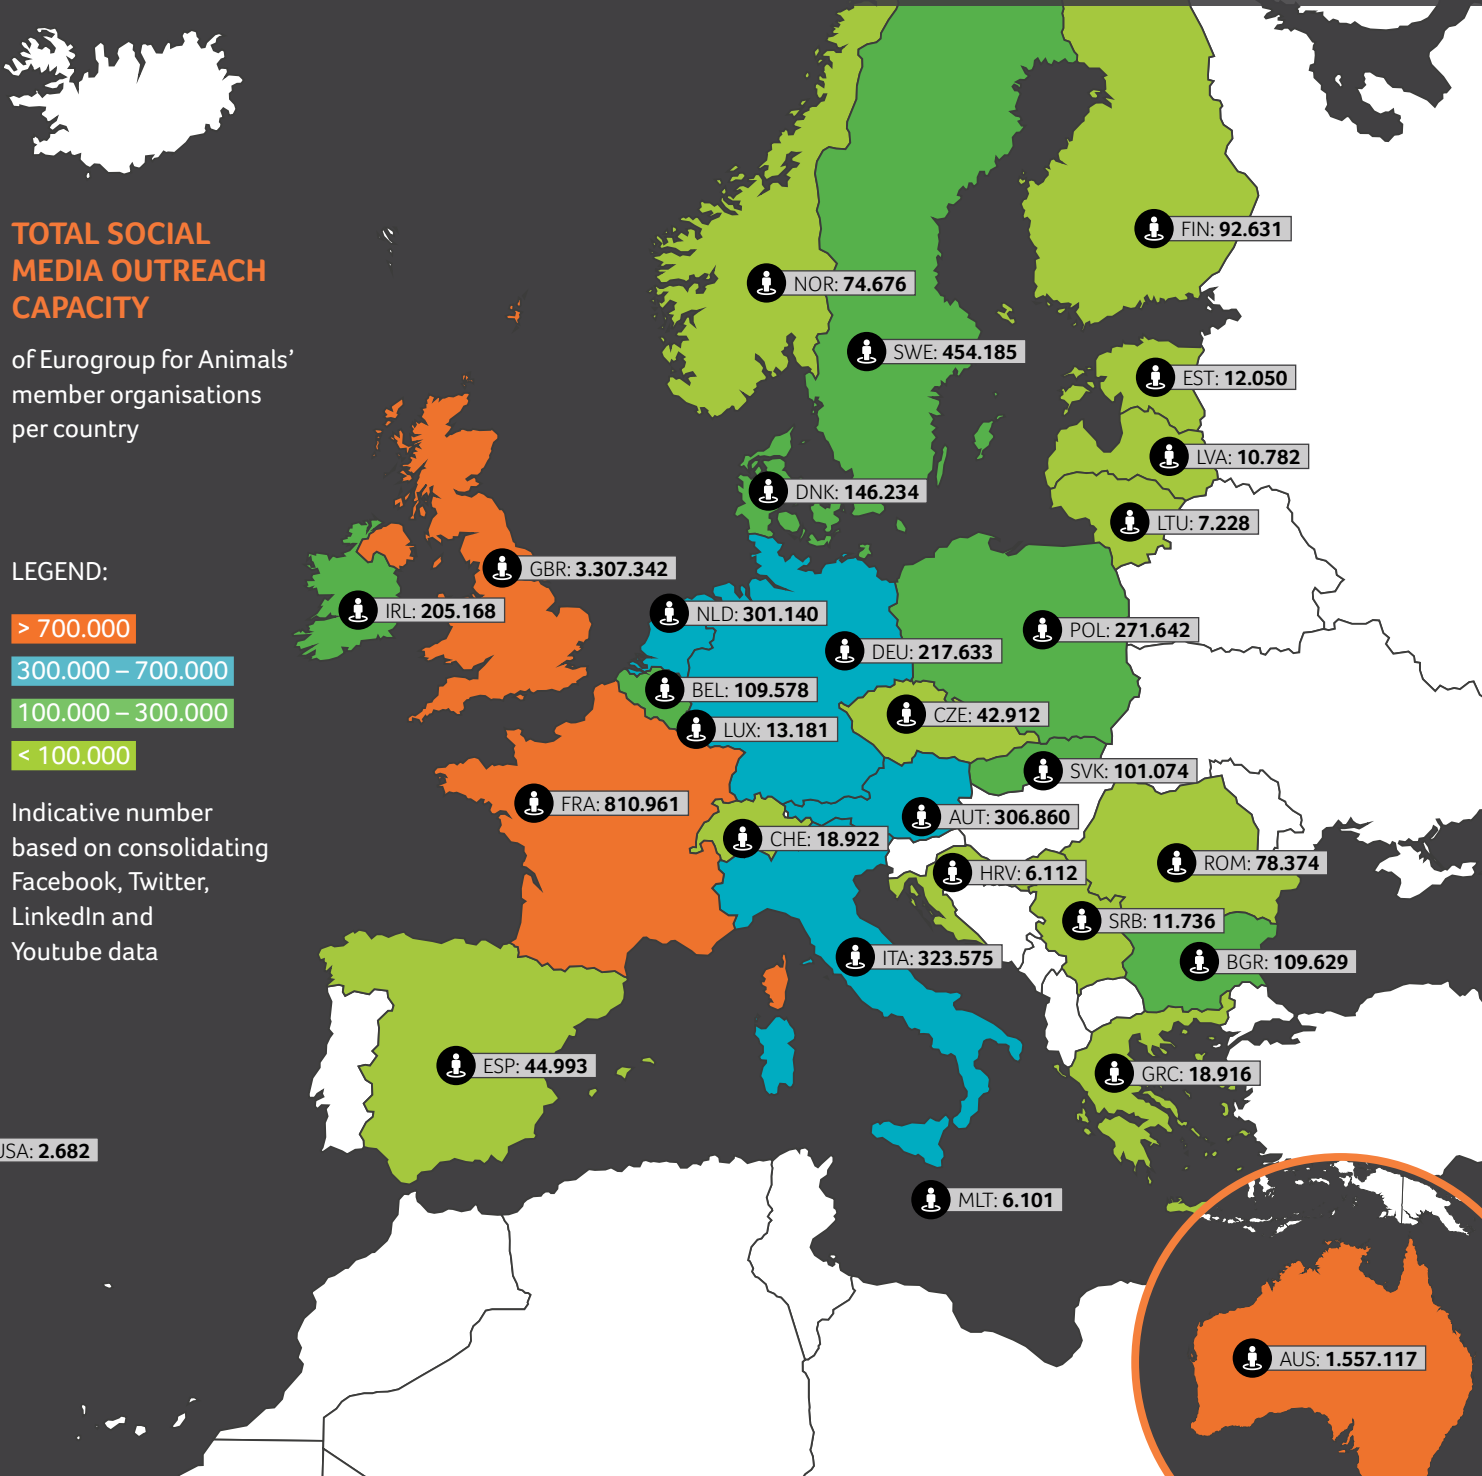 TOTAL SOCIAL
MEDIA OUTREACH
CAPACITY
of Eurogroup for Animals’
member organisations
per country
LEGEND:
> 700.000
300.000 – 700.000
100.000 – 300.000
< 100.000
Indicative number
based on consolidating
Facebook, Twitter,
LinkedIn and
Youtube data
FIN: 92.631
NOR: 74.676
SWE: 454.185
EST: 12.050
LVA: 10.782
DNK: 146.234
LTU: 7.228
GBR: 3.307.342
IRL: 205.168
NLD: 301.140
POL: 271.642
DEU: 217.633
BEL: 109.578
CZE: 42.912
LUX: 13.181
SVK: 101.074
FRA: 810.961
AUT: 306.860
CHE: 18.922
ROM: 78.374
HRV: 6.112
SRB: 11.736
ITA: 323.575
BGR: 109.629
ESP: 44.993
GRC: 18.916
USA: 2.682
MLT: 6.101
AUS: 1.557.117